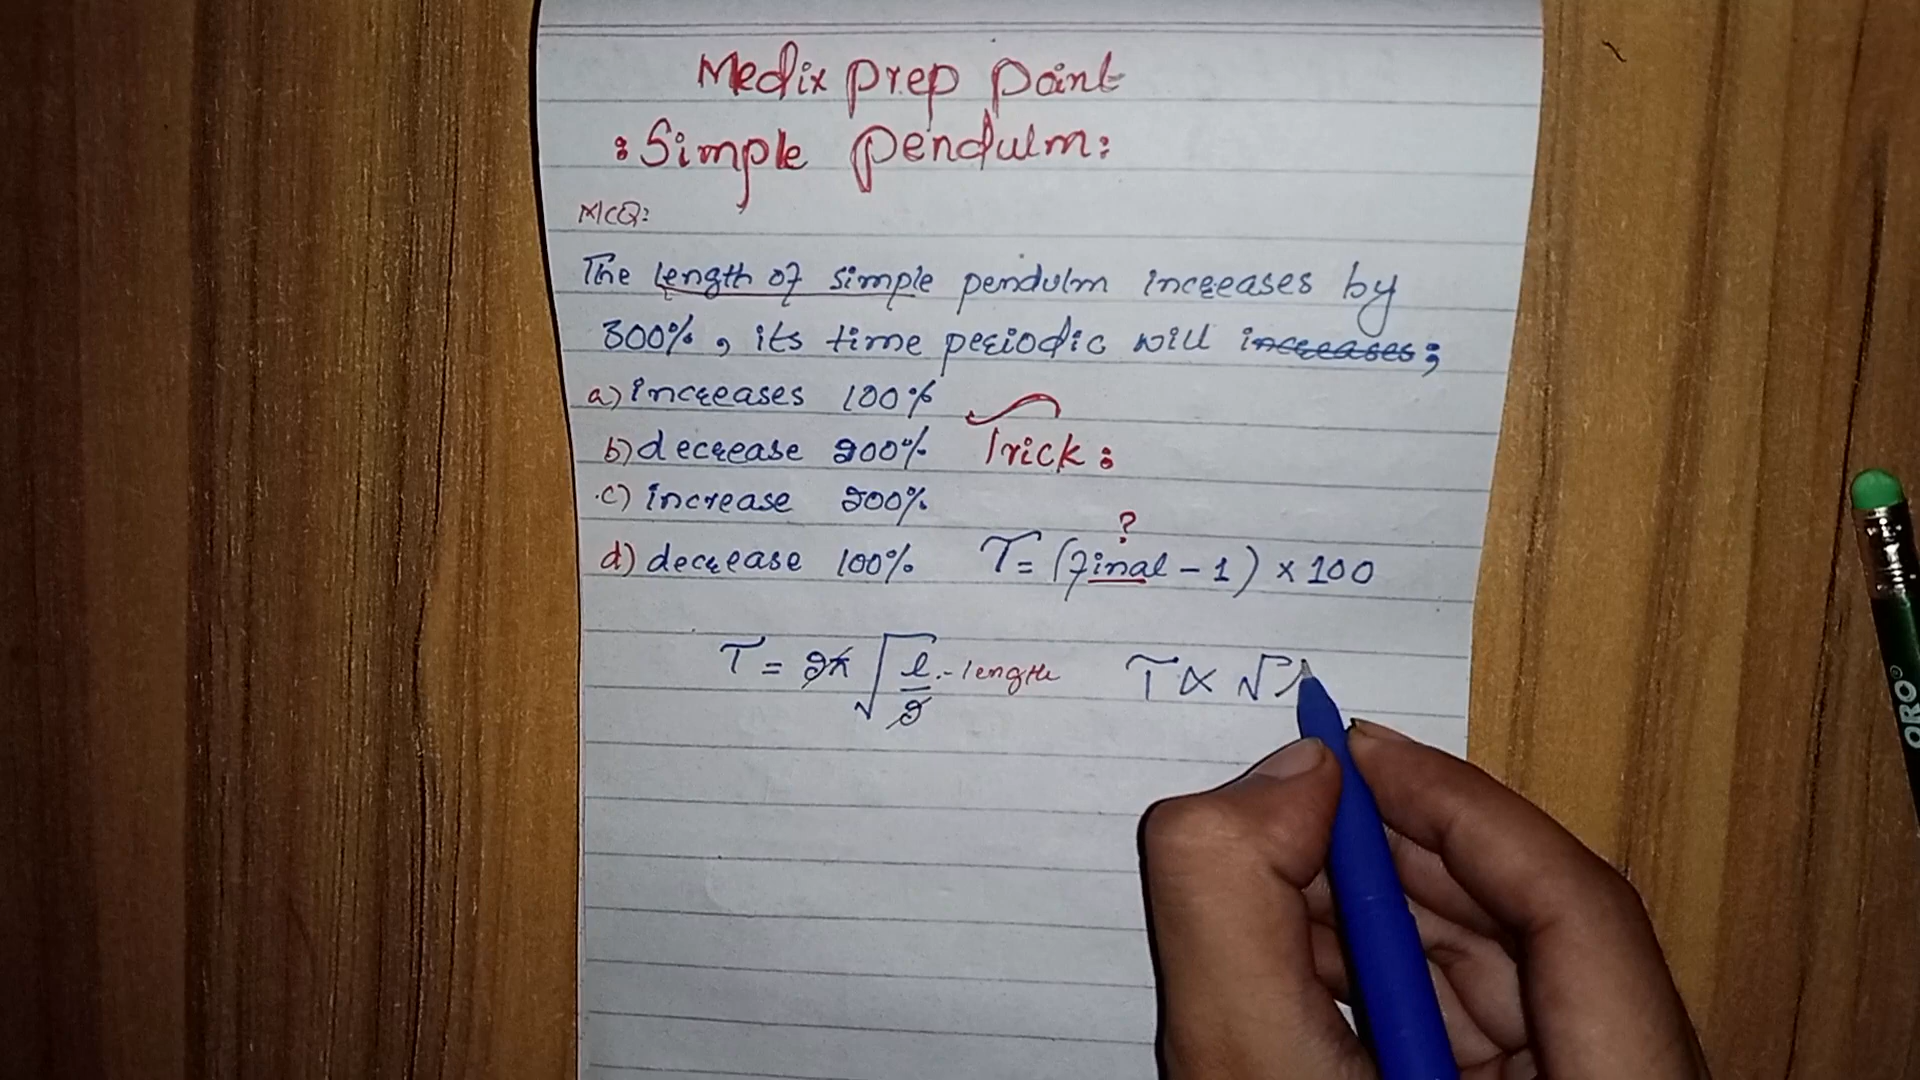 Medix prep point
:Simple pendulm:
MCQ:
The length of simple pendulm increases by
300%, its time periodic will increases;
a) increases 100%
b) decrease 200% Trick:
c) increase 200%
?
d) decrease 100% T= (final - 1) × 100
T = 2π √l/g - length T ∝ √
ORO®